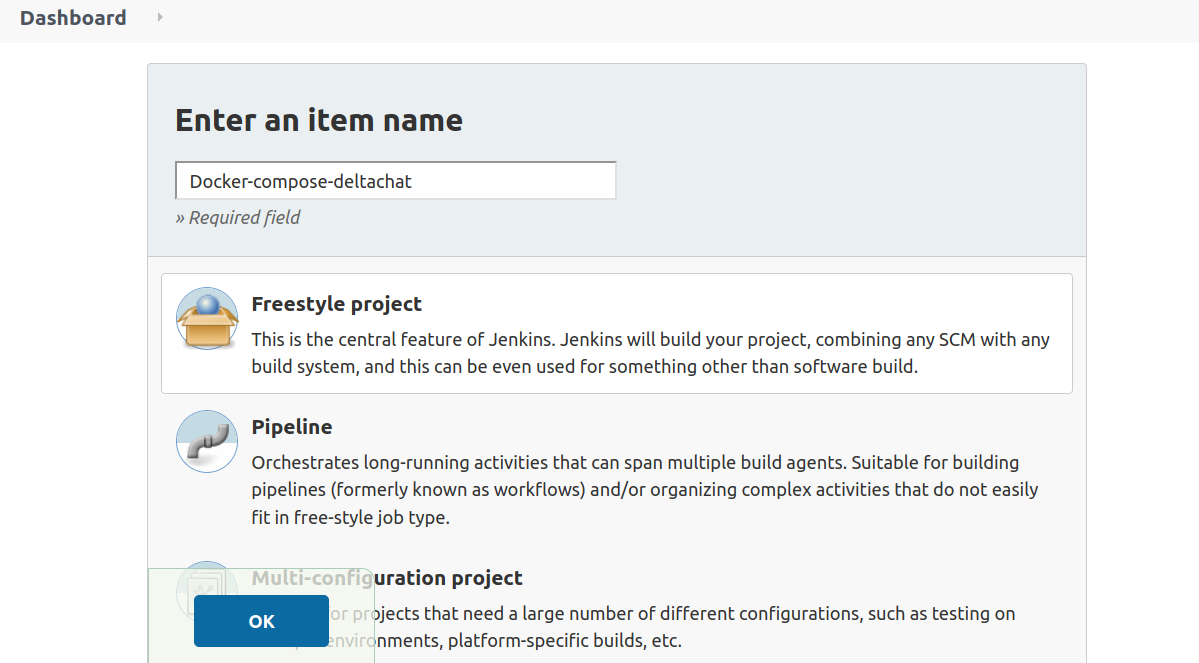 Dashboard
Enter an item name
Docker-compose-deltachat
» Required field
Freestyle project
This is the central feature of Jenkins. Jenkins will build your project, combining any SCM with any
build system, and this can be even used for something other than software build.
Pipeline
Orchestrates long-running activities that can span multiple build agents. Suitable for building
pipelines (formerly known as workflows) and/or organizing complex activities that do not easily
fit in free-style job type.
Multi-configuration project
or projects that need a large number of different configurations, such as testing on
environments, platform-specific builds, etc.
OK